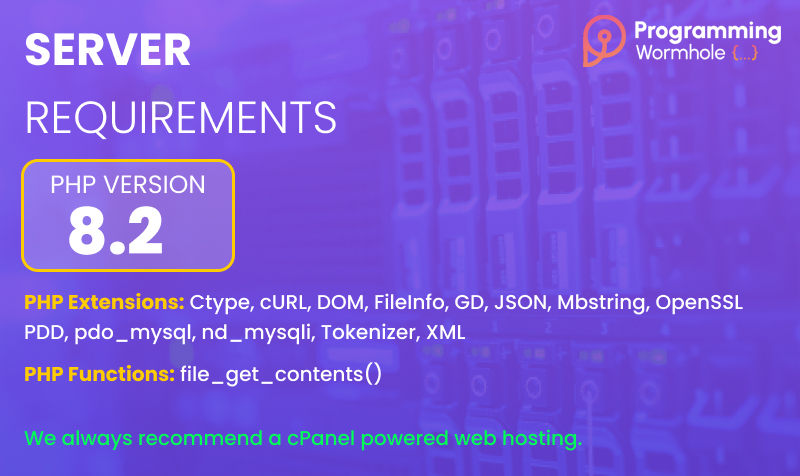 SERVER
REQUIREMENTS
Programming
Wormhole {...}
PHP VERSION
8.2
PHP Extensions: Ctype, cURL, DOM, FileInfo, GD, JSON, Mbstring, OpenSSL
PDD, pdo_mysql, nd_mysqli, Tokenizer, XML
PHP Functions: file_get_contents()
We always recommend a cPanel powered web hosting.